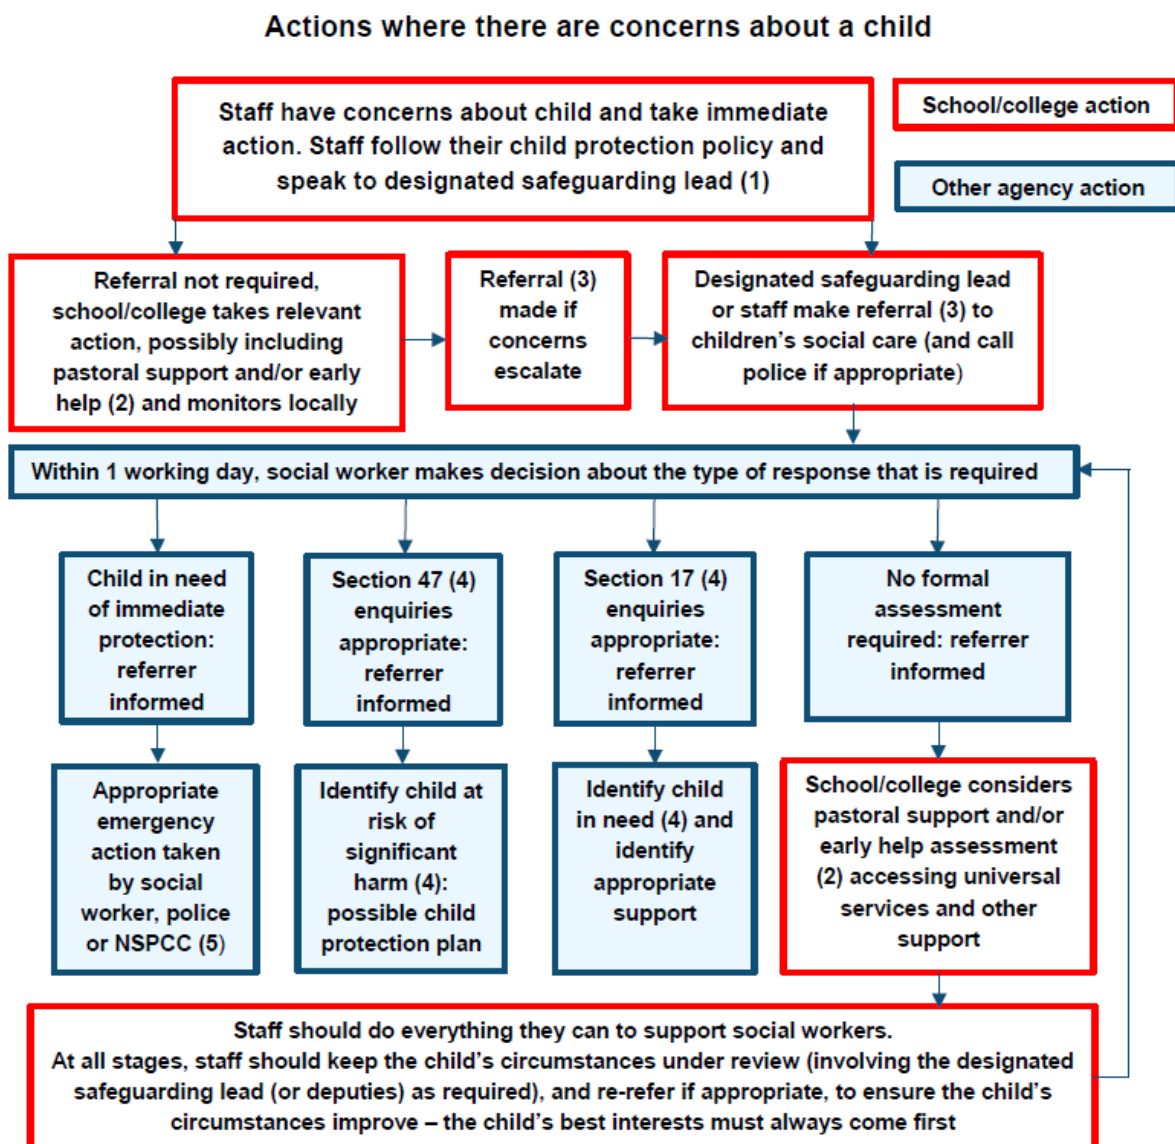 Actions where there are concerns about a child
Staff have concerns about child and take immediate
action. Staff follow their child protection policy and
speak to designated safeguarding lead (1)
School/college action
Other agency action
Referral not required,
school/college takes relevant
action, possibly including
pastoral support and/or early
help (2) and monitors locally
Referral (3)
made if
concerns
escalate
Designated safeguarding lead
or staff make referral (3) to
children’s social care (and call
police if appropriate)
Within 1 working day, social worker makes decision about the type of response that is required
Child in need
of immediate
protection:
referrer
informed
Section 47 (4)
enquiries
appropriate:
referrer
informed
Section 17 (4)
enquiries
appropriate:
referrer
informed
No formal
assessment
required: referrer
informed
Appropriate
emergency
action taken
by social
worker, police
or NSPCC (5)
Identify child at
risk of
significant
harm (4):
possible child
protection plan
Identify child
in need (4) and
identify
appropriate
support
School/college considers
pastoral support and/or
early help assessment
(2) accessing universal
services and other
support
Staff should do everything they can to support social workers.
At all stages, staff should keep the child’s circumstances under review (involving the designated
safeguarding lead (or deputies) as required), and re-refer if appropriate, to ensure the child’s
circumstances improve – the child’s best interests must always come first